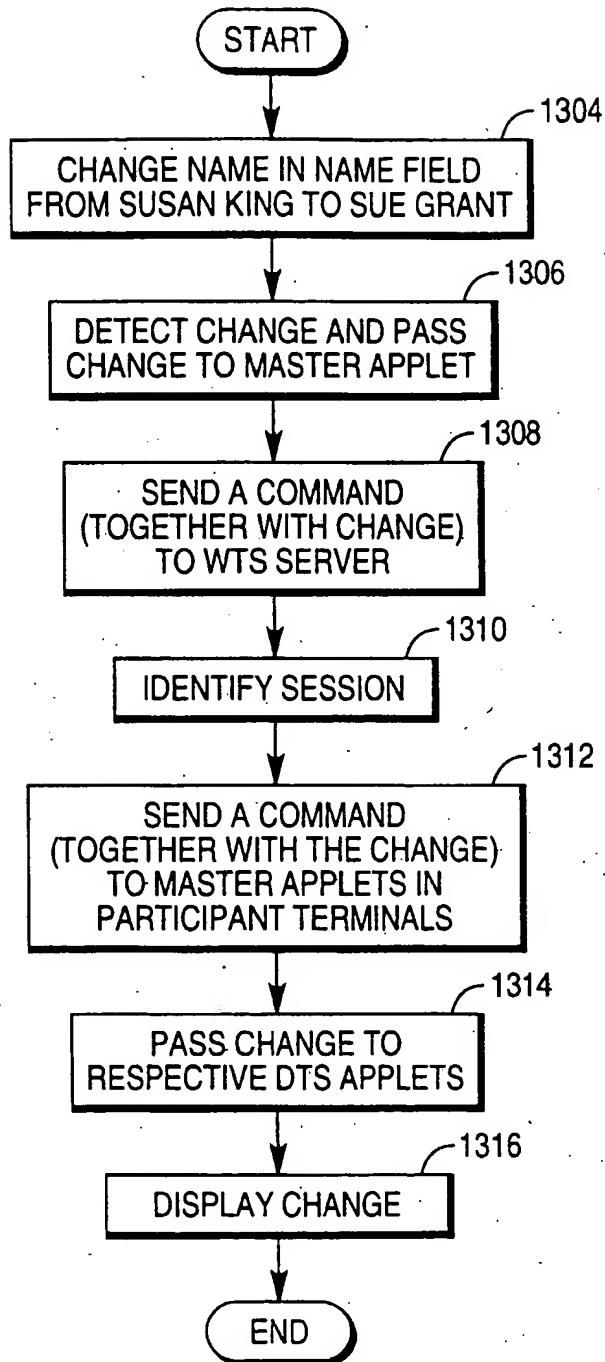 START
1304
CHANGE NAME IN NAME FIELD
FROM SUSAN KING TO SUE GRANT
1306
DETECT CHANGE AND PASS
CHANGE TO MASTER APPLET
1308
SEND A COMMAND
(TOGETHER WITH CHANGE)
TO WTS SERVER
1310
IDENTIFY SESSION
1312
SEND A COMMAND
(TOGETHER WITH THE CHANGE)
TO MASTER APPLETS IN
PARTICIPANT TERMINALS
1314
PASS CHANGE TO
RESPECTIVE DTS APPLETS
1316
DISPLAY CHANGE
END